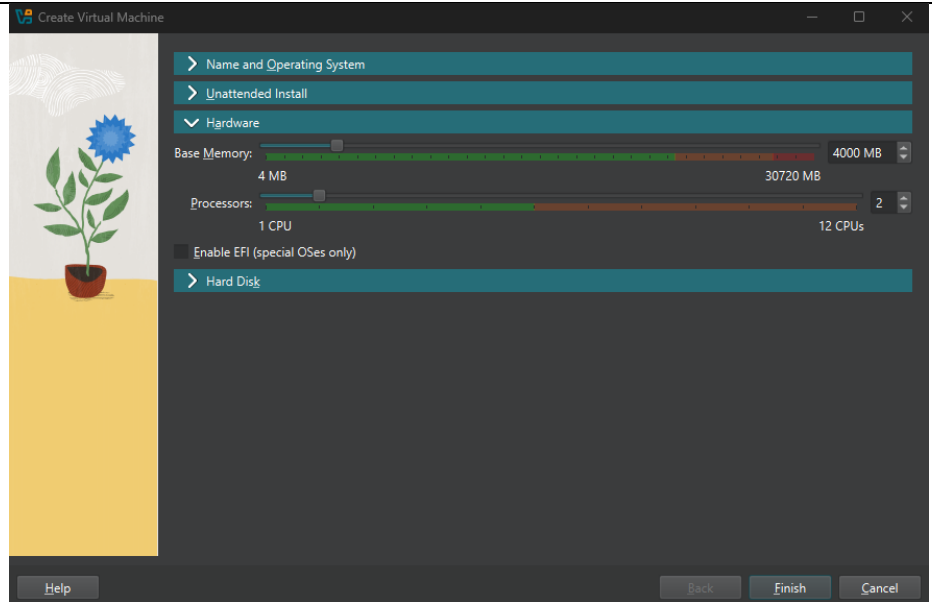 Create Virtual Machine
Name and Operating System
Unattended Install
Hardware
Base Memory: 4000 MB
4 MB 30720 MB
Processors: 2
1 CPU 12 CPUs
Enable EFI (special OSes only)
Hard Disk
Help Back Finish Cancel